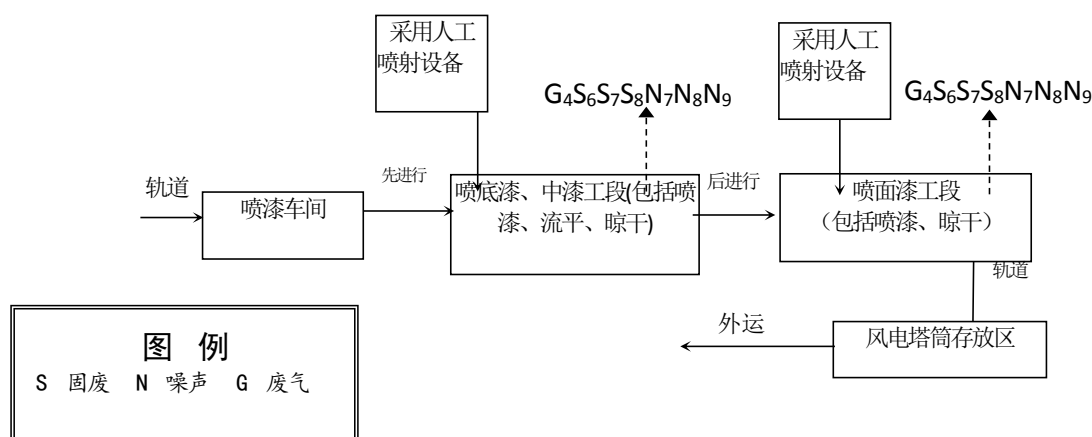 采用人工
喷射设备
G₄S₆S₇S₈N₇N₈N₉
采用人工
喷射设备
G₄S₆S₇S₈N₇N₈N₉
轨道
喷漆车间
先进行
喷底漆、中漆工段(包括喷
漆、流平、晾干)
后进行
喷面漆工段
（包括喷漆、晾干）
轨道
外运
风电塔筒存放区
图 例
S 固废 N 噪声 G 废气